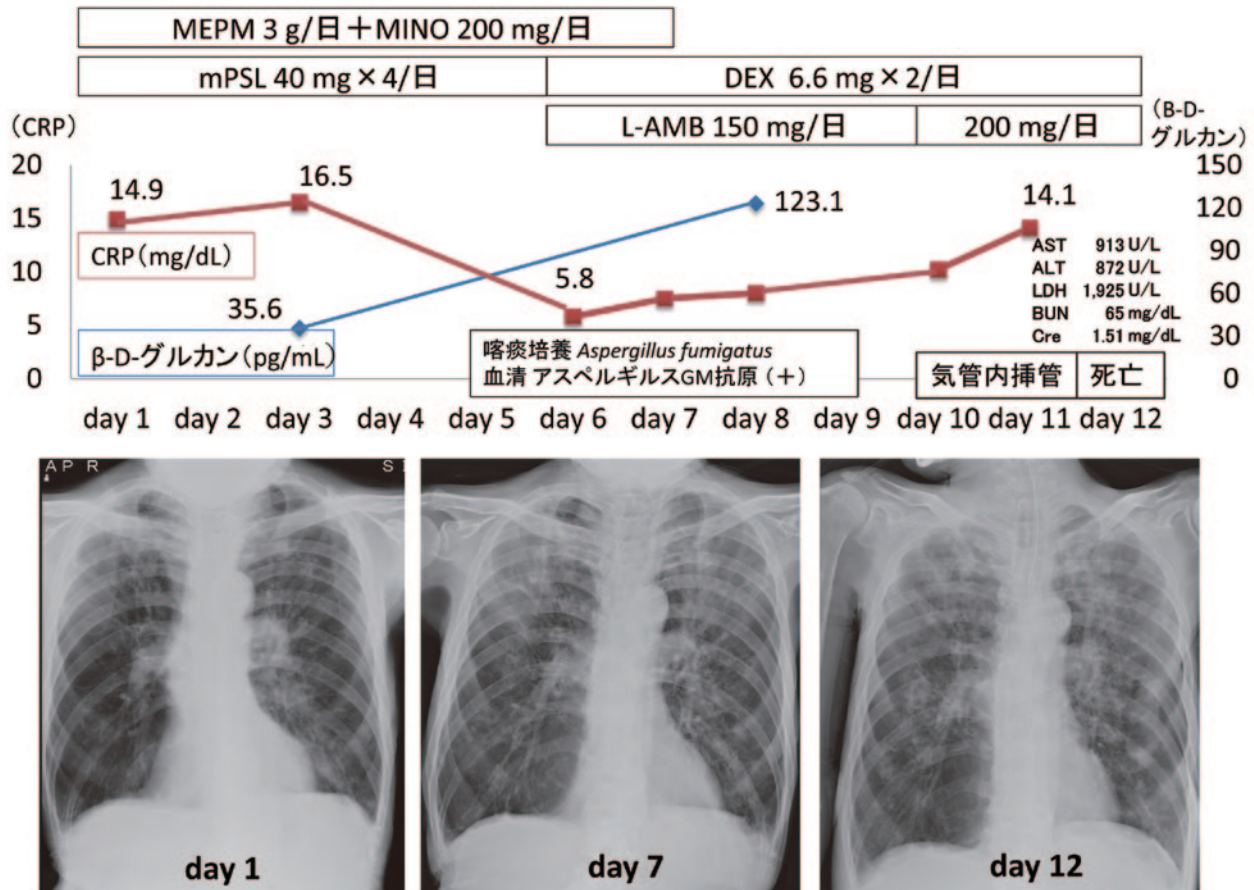 MEPM 3 g/日＋MINO 200 mg/日
mPSL 40 mg × 4/日
DEX 6.6 mg × 2/日
L-AMB 150 mg/日
200 mg/日
（CRP）
（B-D-
グルカン）
20
15
10
5
0
150
120
90
60
30
0
14.9
16.5
5.8
14.1
35.6
123.1
CRP（mg/dL）
β-D-グルカン（pg/mL）
AST 913 U/L
ALT 872 U/L
LDH 1,925 U/L
BUN 65 mg/dL
Cre 1.51 mg/dL
喀痰培養 Aspergillus fumigatus
血清 アスペルギルスGM抗原（＋）
気管内挿管
死亡
day 1 day 2 day 3 day 4 day 5 day 6 day 7 day 8 day 9 day 10 day 11 day 12
A P R
day 1
day 7
day 12